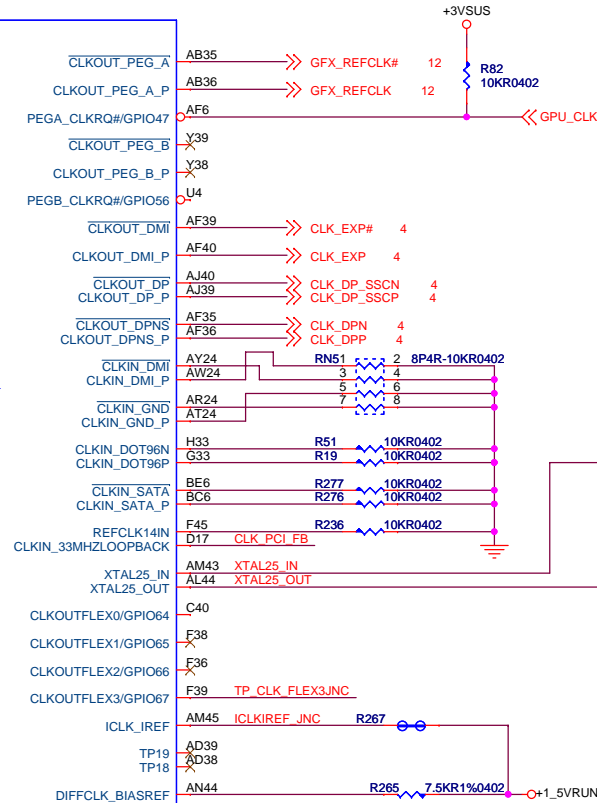 +3VSUS
CLKOUT_PEG_A AB35 GFX_REFCLK# 12
R82
10KR0402
CLKOUT_PEG_A_P AB36 GFX_REFCLK 12
PEGA_CLKRQ#/GPIO47 AF6 GPU_CLK
CLKOUT_PEG_B Y39
CLKOUT_PEG_B_P Y38
PEGB_CLKRQ#/GPIO56 U4
CLKOUT_DMI AF39 CLK_EXP# 4
CLKOUT_DMI_P AF40 CLK_EXP 4
CLKOUT_DP AJ40 CLK_DP_SSCN 4
CLKOUT_DP_P AJ39 CLK_DP_SSCP 4
CLKOUT_DPNS AF35 CLK_DPN 4
CLKOUT_DPNS_P AF36 CLK_DPP 4
CLKIN_DMI AY24 RN51 1 2 8P4R-10KR0402
CLKIN_DMI_P AW24 3 4
5 6
CLKIN_GND AR24 7 8
CLKIN_GND_P AT24
CLKIN_DOT96N H33 R51 10KR0402
CLKIN_DOT96P G33 R19 10KR0402
CLKIN_SATA BE6 R277 10KR0402
CLKIN_SATA_P BC6 R276 10KR0402
REFCLK14IN F45 R236 10KR0402
CLKIN_33MHZLOOPBACK D17 CLK_PCI_FB
XTAL25_IN AM43 XTAL25_IN
XTAL25_OUT AL44 XTAL25_OUT
CLKOUTFLEX0/GPIO64 C40
CLKOUTFLEX1/GPIO65 F38
CLKOUTFLEX2/GPIO66 F36
CLKOUTFLEX3/GPIO67 F39 TP_CLK_FLEX3JNC
ICLK_IREF AM45 ICLKIREF_JNC R267
TP19 AD39
TP18 AD38
DIFFCLK_BIASREF AN44 R265 7.5KR1%0402 +1_5VRUN